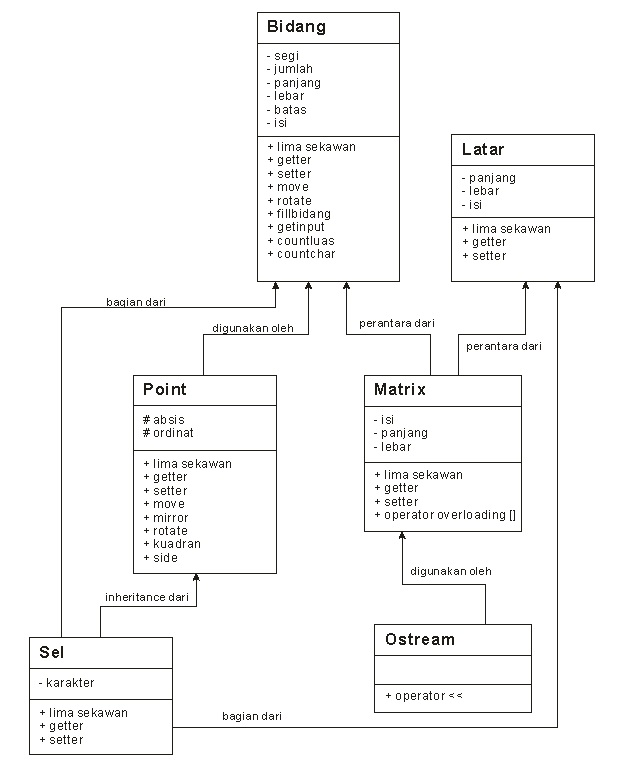 Bidang
- segi
- jumlah
- panjang
- lebar
- batas
- isi
+ lima sekawan
+ getter
+ setter
+ move
+ rotate
+ fillbidang
+ getinput
+ countluas
+ countchar
Latar
- panjang
- lebar
- isi
+ lima sekawan
+ getter
+ setter
bagian dari
digunakan oleh
perantara dari
perantara dari
Point
# absis
# ordinat
+ lima sekawan
+ getter
+ setter
+ move
+ mirror
+ rotate
+ kuadran
+ side
Matrix
- isi
- panjang
- lebar
+ lima sekawan
+ getter
+ setter
+ operator overloading []
inheritance dari
digunakan oleh
Sel
- karakter
+ lima sekawan
+ getter
+ setter
Ostream
+ operator <<
bagian dari